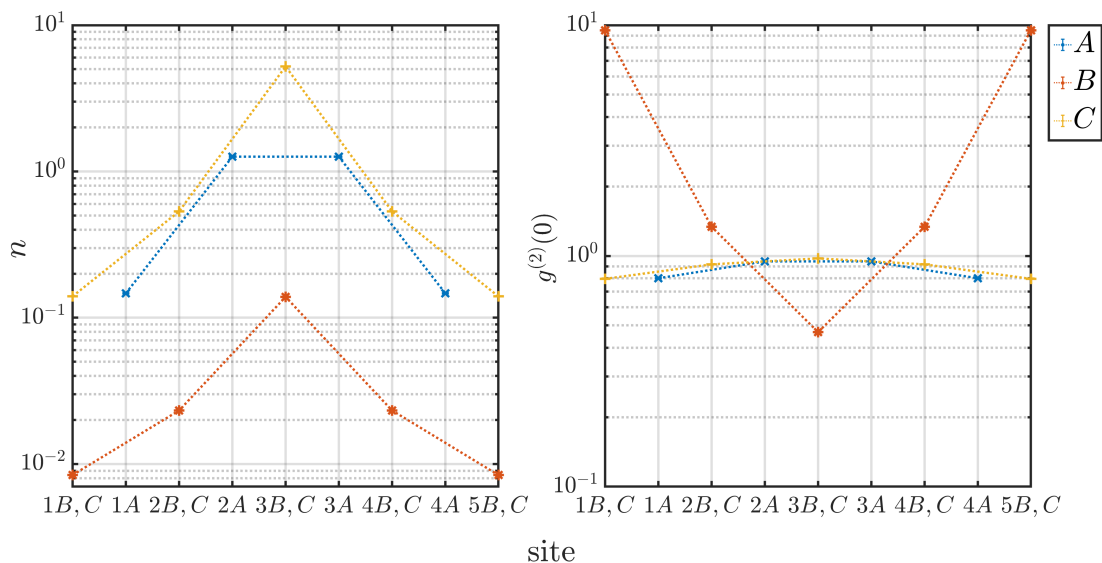 10^1
10^0
10^{-1}
10^{-2}
n
1B, C 1A 2B, C 2A 3B, C 3A 4B, C 4A 5B, C
10^1
10^0
10^{-1}
g^{(2)}(0)
1B, C 1A 2B, C 2A 3B, C 3A 4B, C 4A 5B, C
A
B
C
site